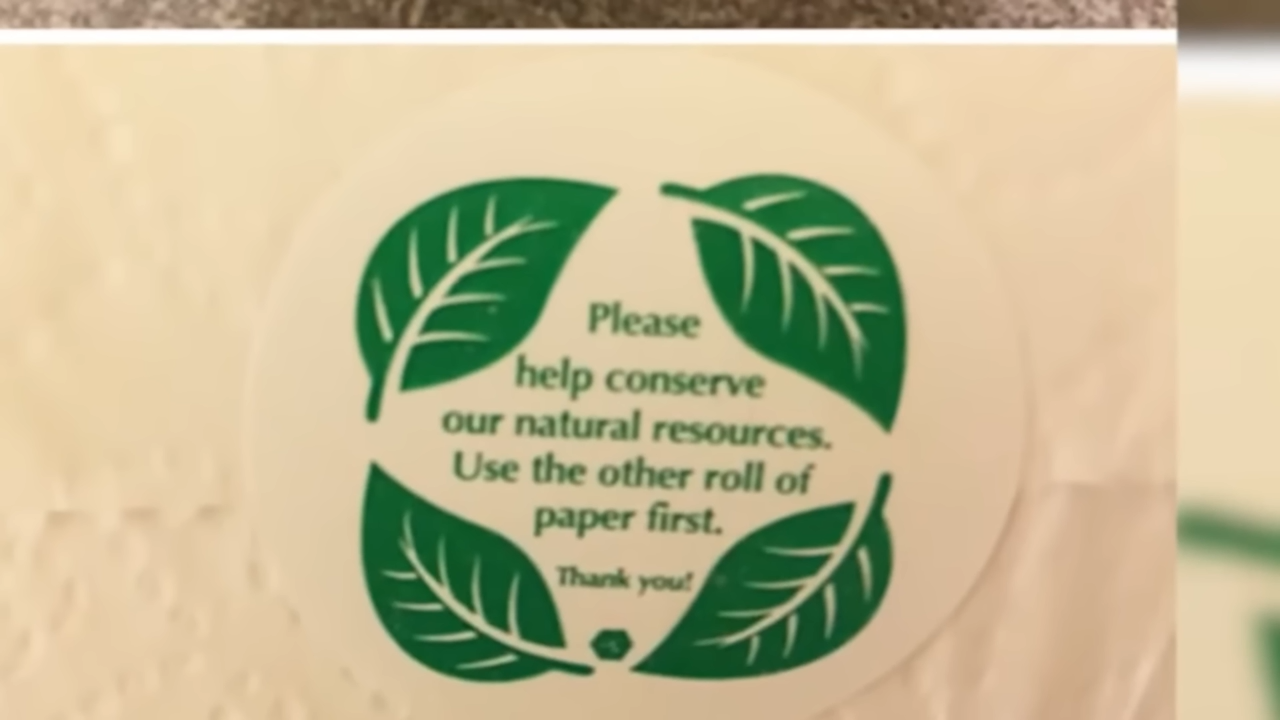 Please
help conserve
our natural resources.
Use the other roll of
paper first.
Thank you!